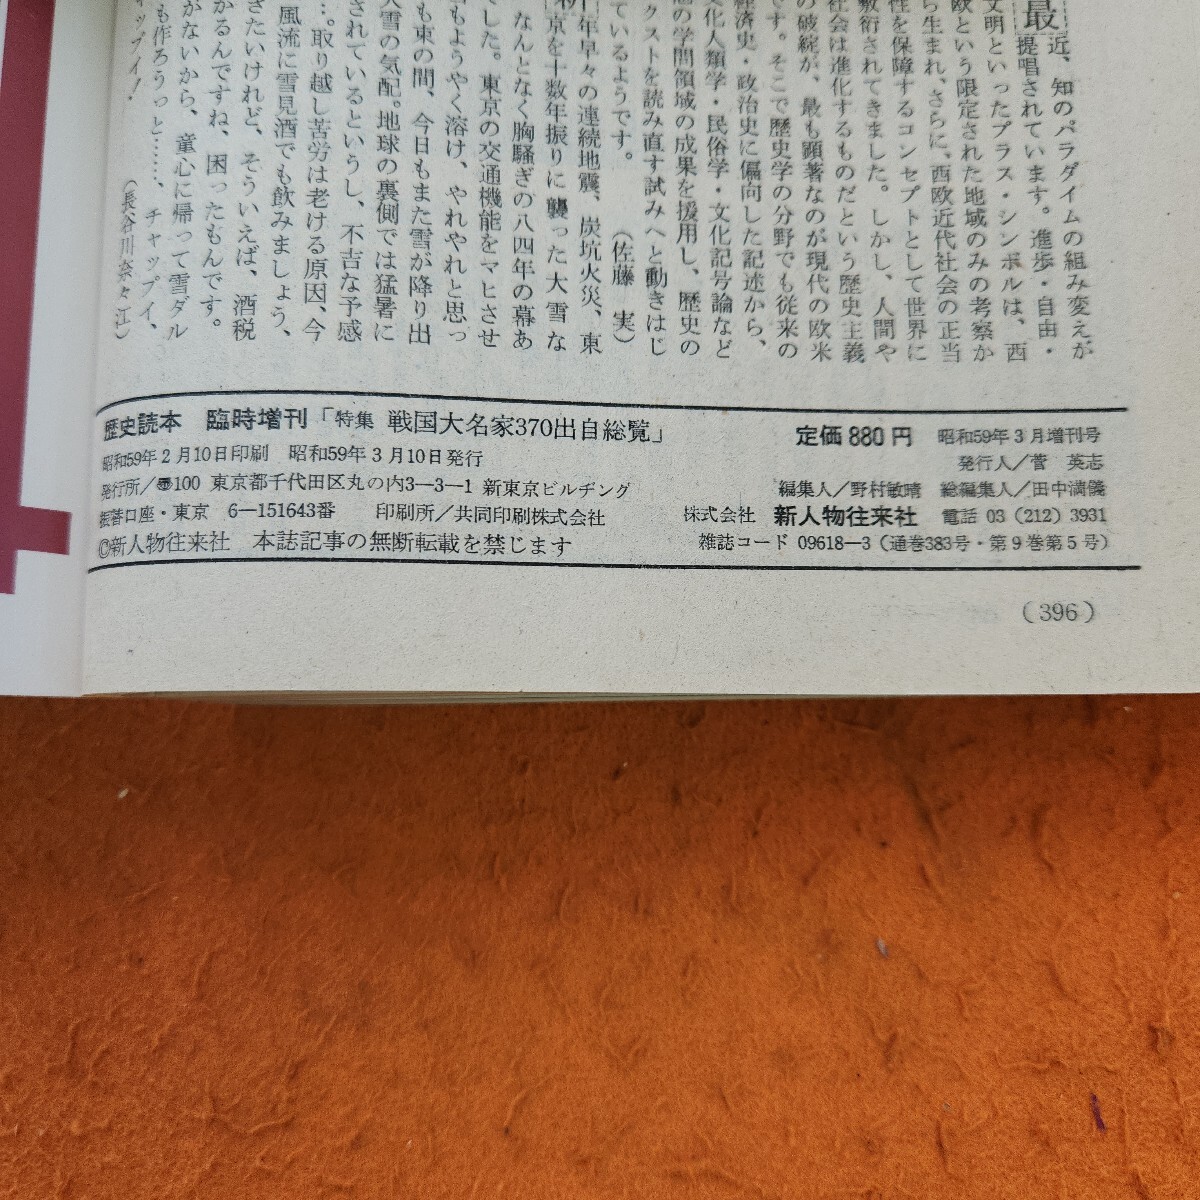 最近、知のパラダイムの組み変えが
提唱されています。進歩・自由・
文明といったプラス・シンボルは、西
欧という限定された地域のみの考察か
ら生まれ、さらに、西欧近代社会の正当
性を保障するコンセプトとして世界に
敷衍されてきました。しかし、人間や
社会は進化するものだという歴史主義
の破綻が、最も顕著なのが現代の欧米
です。そこで歴史学の分野でも従来の
経済史・政治史に偏向した記述から、
文化人類学・民俗学・文化記号論など
他の学問領域の成果を援用し、歴史の
クストを読み直す試みへと動きはじ
ているようです。　　（佐藤　実）
年早々の連続地震、炭坑火災、東
京を十数年振りに襲った大雪な
なんとなく胸騒ぎの八四年の幕あ
でした。東京の交通機能をマヒさせ
もようやく溶け、やれやれと思っ
も束の間、今日もまた雪が降り出
大雪の気配。地球の裏側では猛暑に
されているというし、不吉な予感
…。取り越し苦労は老ける原因、今
風流に雪見酒でも飲みましょう、
ぎたいけれど、そういえば、酒税
かるんですね、困ったもんです。
がないから、童心に帰って雪ダル
も作ろうっと……、チャップイ、
ャップイ！　（長谷川奈々江）
歴史読本　臨時増刊「特集　戦国大名家370出自総覧」　定価880円　昭和59年3月増刊号
昭和59年2月10日印刷　昭和59年3月10日発行　発行人／菅　英志
発行所／〠100　東京都千代田区丸の内3―3―1　新東京ビルヂング　編集人／野村敏晴　総編集人／田中満儀
振替口座・東京　6―151643番　印刷所／共同印刷株式会社　株式会社　新人物往来社　電話　03（212）3931
©新人物往来社　本誌記事の無断転載を禁じます　雑誌コード　09618―3（通巻383号・第9巻第5号）
（396）